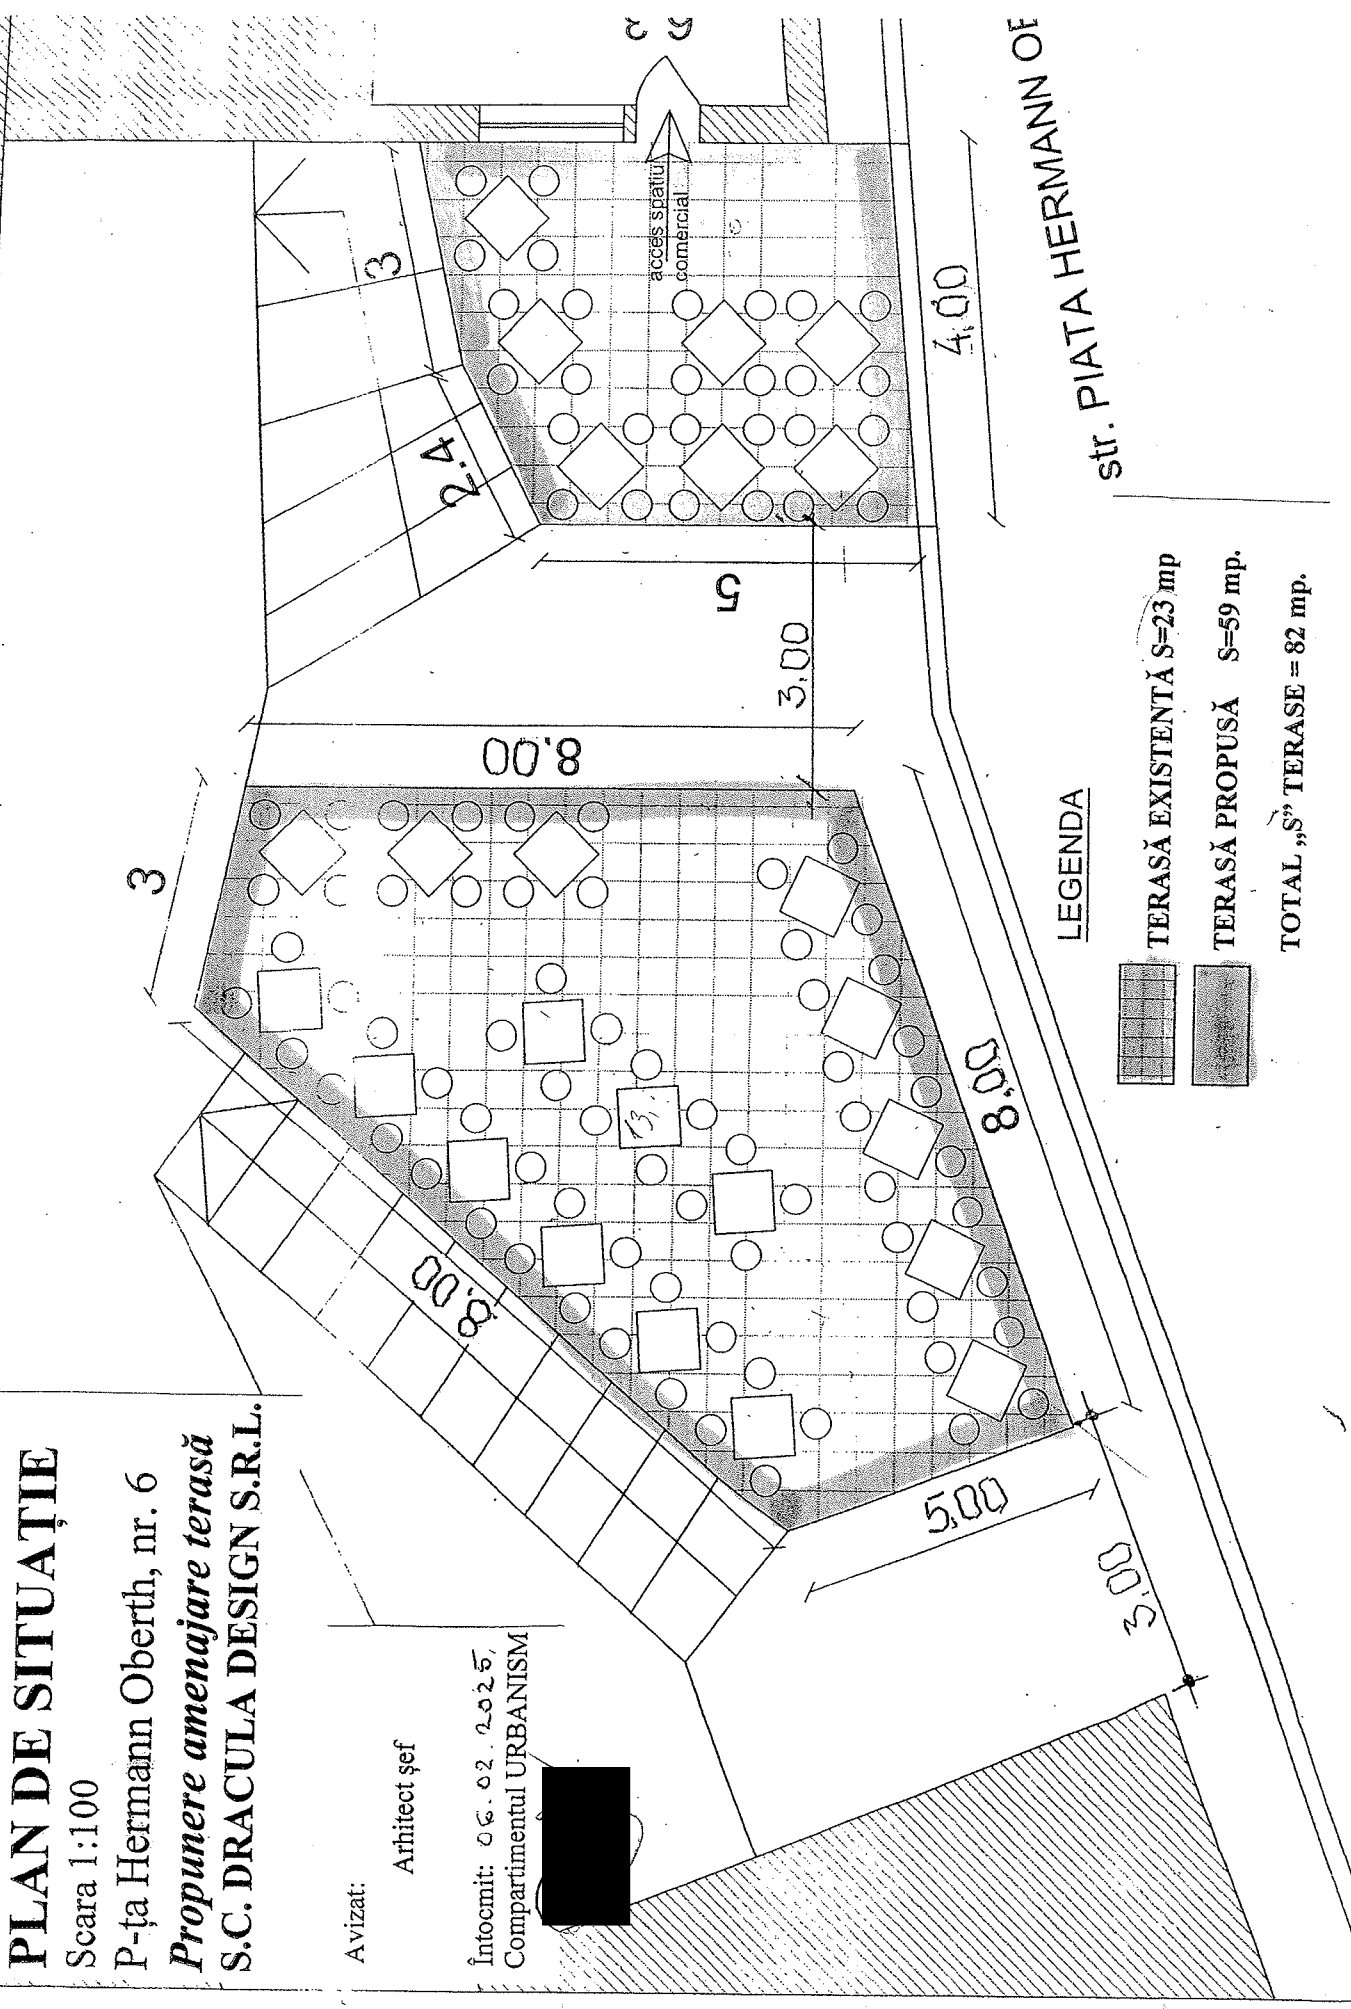 PLAN DE SITUAȚIE
Scara 1:100
P-ța Hermann Oberth, nr. 6
Propunere amenajare terasă
S.C. DRACULA DESIGN S.R.L.
Avizat:
Arhitect șef
Întocmit: 06.02.2025,
Compartimentul URBANISM
3
8.00
8.00
3.00
5
2.4
3
acces spatiu
comercial
4.00
str. PIATA HERMANN OBE
13,.
8.00
5.00
3.00
LEGENDA
TERASĂ EXISTENTĂ S=23 mp
TERASĂ PROPUSĂ S=59 mp.
TOTAL „S” TERASE = 82 mp.